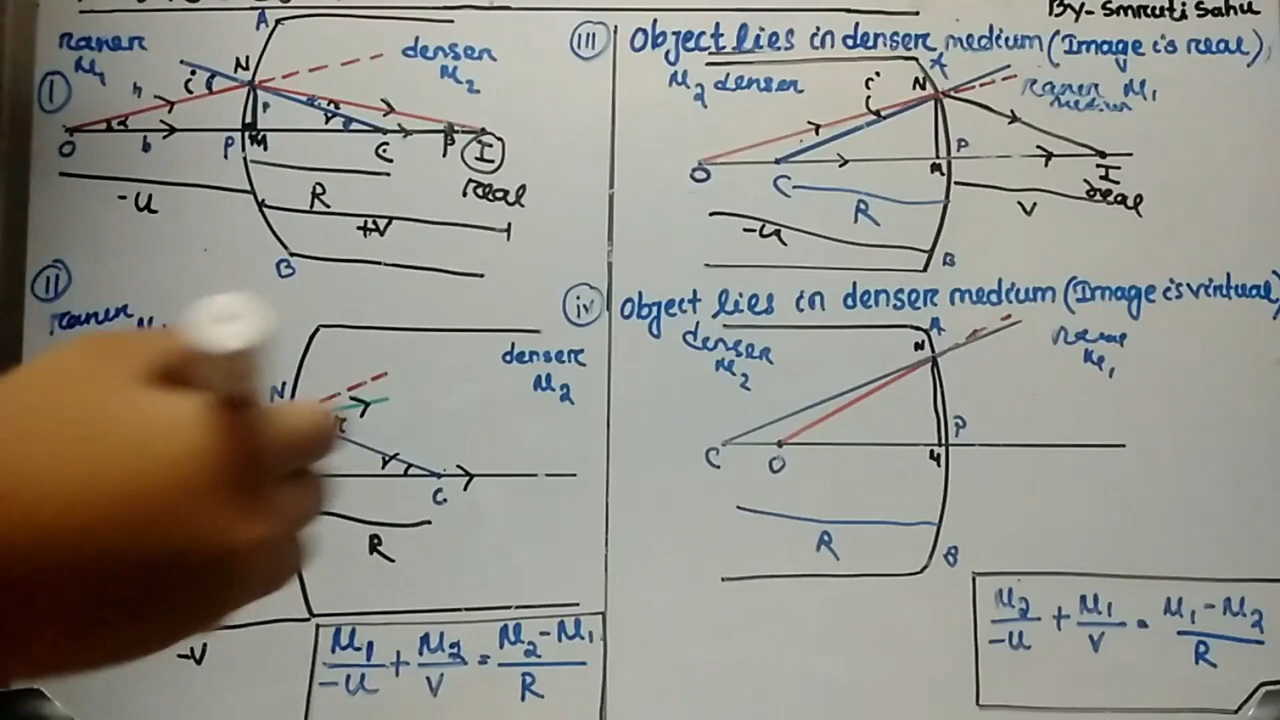 By - Smruti Sahu
I
rarer
μ1
A
N
i
h
denser
μ2
r
α
γ
β
O
b
P
M
C
I
real
-u
R
+v
B
II
rarer
denser
μ2
N
r
γ
C
R
-v
μ1/-u + μ2/v = μ2-μ1/R
III Object lies in denser medium (Image is real)
μ2 denser
i
N
A
rarer μ1
medium
O
C
M
P
I
real
R
-u
v
B
iv Object lies in denser medium (Image is virtual)
denser
μ2
A
N
rarer
μ1
C
O
M
P
R
B
μ2/-u + μ1/v = μ1-μ2/R